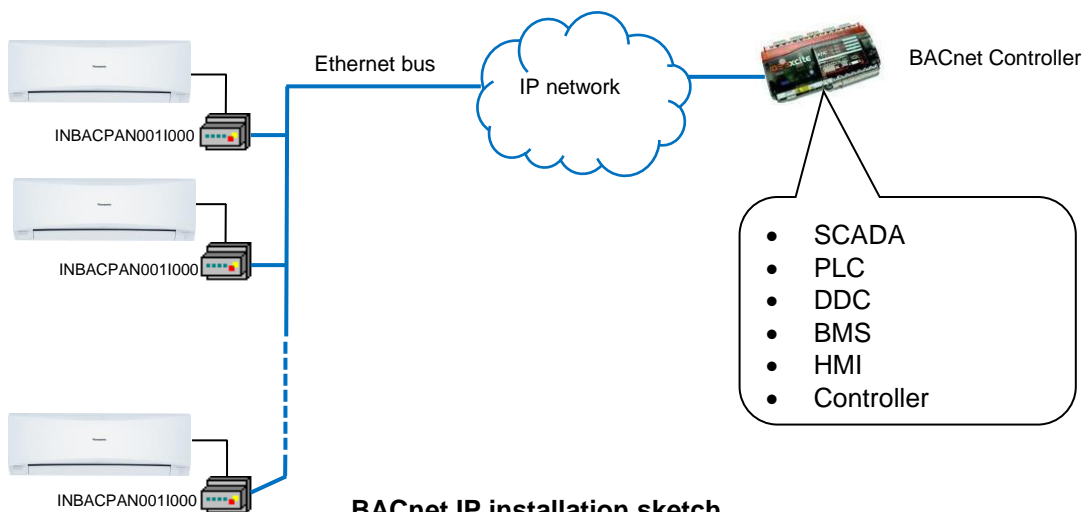 Ethernet bus
IP network
BACnet Controller
INBACPAN001I000
INBACPAN001I000
• SCADA
• PLC
• DDC
• BMS
• HMI
• Controller
INBACPAN001I000
BACnet IP installation sketch